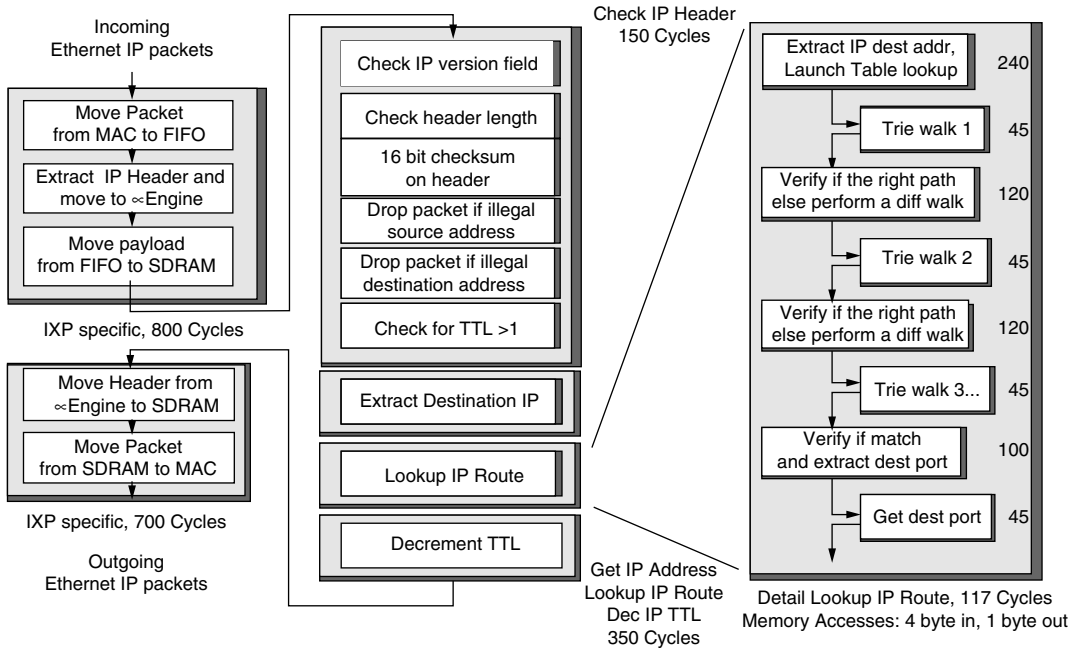 Incoming
Ethernet IP packets
Move Packet
from MAC to FIFO
Extract IP Header and
move to ∝Engine
Move payload
from FIFO to SDRAM
IXP specific, 800 Cycles
Move Header from
∝Engine to SDRAM
Move Packet
from SDRAM to MAC
IXP specific, 700 Cycles
Outgoing
Ethernet IP packets
Check IP version field
Check header length
16 bit checksum
on header
Drop packet if illegal
source address
Drop packet if illegal
destination address
Check for TTL >1
Extract Destination IP
Lookup IP Route
Decrement TTL
Check IP Header
150 Cycles
Get IP Address
Lookup IP Route
Dec IP TTL
350 Cycles
Extract IP dest addr,
Launch Table lookup
240
Trie walk 1
45
Verify if the right path
else perform a diff walk
120
Trie walk 2
45
Verify if the right path
else perform a diff walk
120
Trie walk 3...
45
Verify if match
and extract dest port
100
Get dest port
45
Detail Lookup IP Route, 117 Cycles
Memory Accesses: 4 byte in, 1 byte out